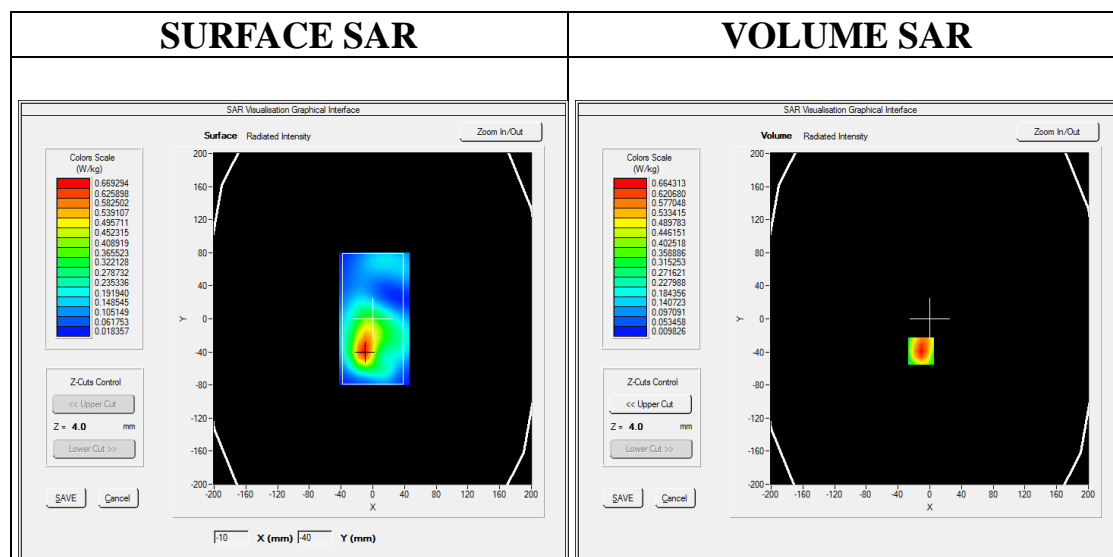 SURFACE SAR
VOLUME SAR
SAR Visualisation Graphical Interface
Surface Radiated Intensity
Zoom In/Out
Colors Scale
(W/kg)
0.669294
0.625898
0.582502
0.539107
0.495711
0.452315
0.408919
0.365523
0.322128
0.278732
0.235336
0.191940
0.148545
0.105149
0.061753
0.018357
200
160
120
80
40
0
-40
-80
-120
-160
-200
Y
-200 -160 -120 -80 -40 0 40 80 120 160 200
X
Z-Cuts Control
<< Upper Cut
Z = 4.0 mm
Lower Cut >>
SAVE Cancel
-10 X (mm) -40 Y (mm)
SAR Visualisation Graphical Interface
Volume Radiated Intensity
Zoom In/Out
Colors Scale
(W/kg)
0.664313
0.620680
0.577048
0.533415
0.489783
0.446151
0.402518
0.358886
0.315253
0.271621
0.227988
0.184356
0.140723
0.097091
0.053458
0.009826
200
160
120
80
40
0
-40
-80
-120
-160
-200
Y
-200 -160 -120 -80 -40 0 40 80 120 160 200
X
Z-Cuts Control
<< Upper Cut
Z = 4.0 mm
Lower Cut >>
SAVE Cancel